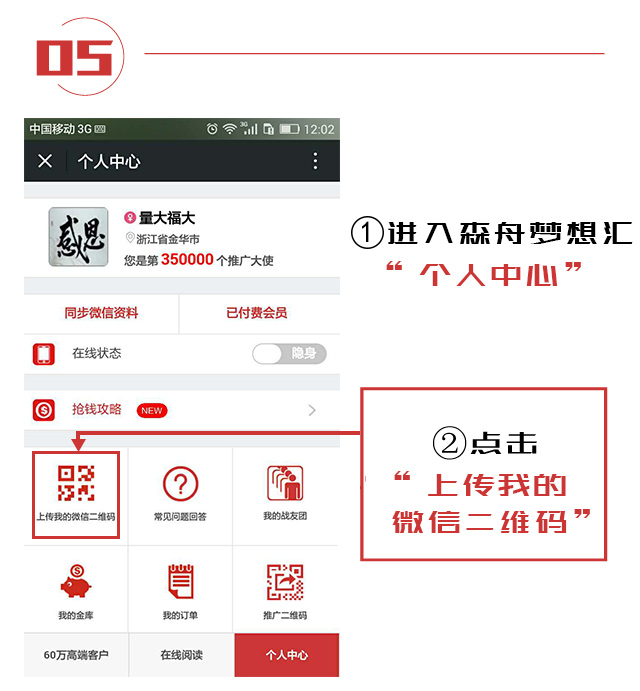 05
中国移动 3G
3G
12:02
个人中心
感恩
量大福大
浙江省金华市
您是第 350000 个推广大使
①进入森舟梦想汇
“个人中心”
同步微信资料
已付费会员
在线状态
隐身
抢钱攻略
NEW
②点击
“上传我的
微信二维码”
上传我的微信二维码
常见问题回答
我的战友团
我的金库
我的订单
推广二维码
60万高端客户
在线阅读
个人中心